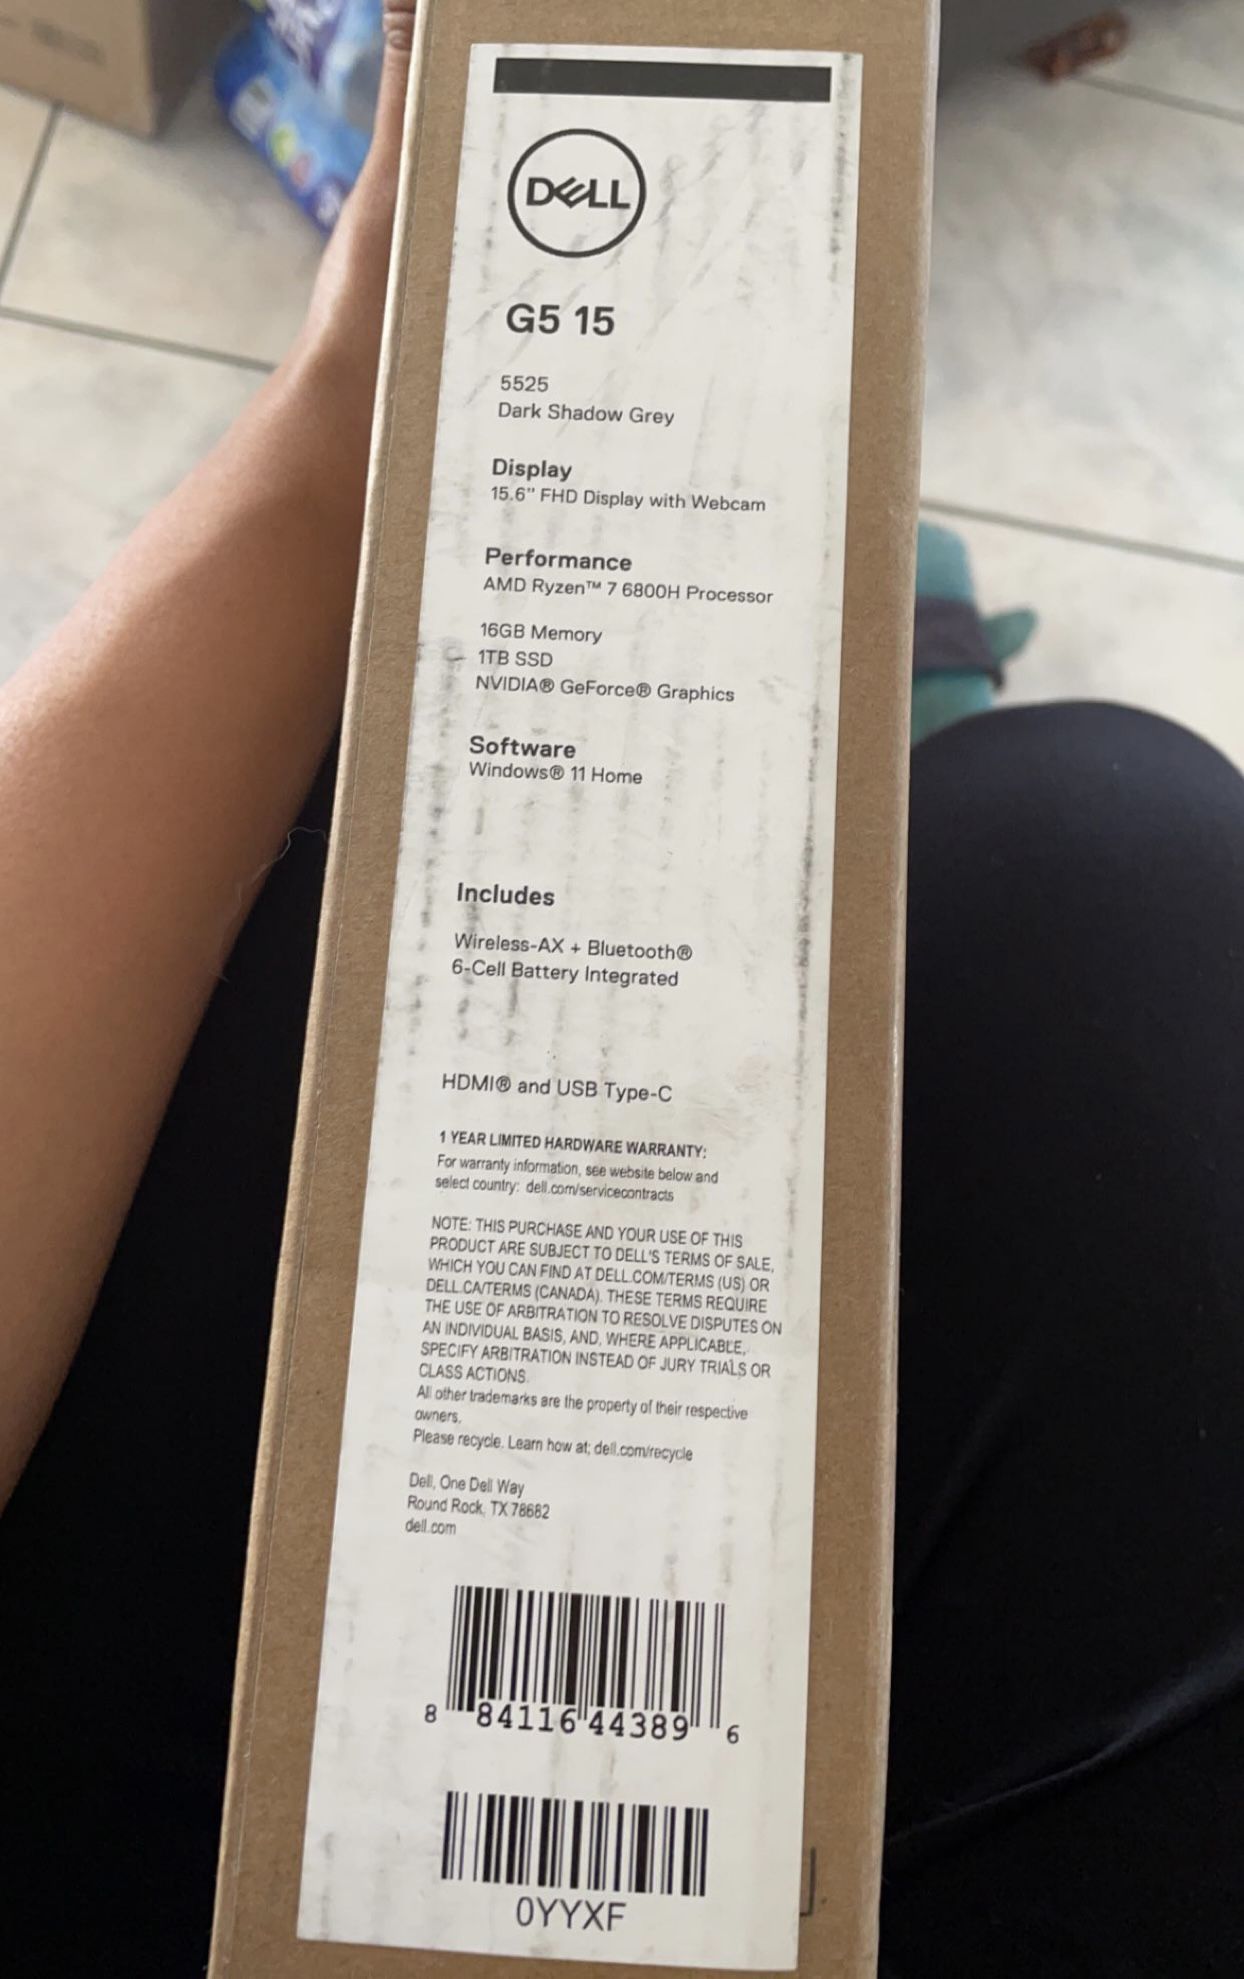 DELL
G5 15
5525
Dark Shadow Grey
Display
15.6" FHD Display with Webcam
Performance
AMD Ryzen™ 7 6800H Processor
16GB Memory
1TB SSD
NVIDIA® GeForce® Graphics
Software
Windows® 11 Home
Includes
Wireless-AX + Bluetooth®
6-Cell Battery Integrated
HDMI® and USB Type-C
1 YEAR LIMITED HARDWARE WARRANTY:
For warranty information, see website below and
select country: dell.com/servicecontracts
NOTE: THIS PURCHASE AND YOUR USE OF THIS
PRODUCT ARE SUBJECT TO DELL'S TERMS OF SALE,
WHICH YOU CAN FIND AT DELL.COM/TERMS (US) OR
DELL.CA/TERMS (CANADA). THESE TERMS REQUIRE
THE USE OF ARBITRATION TO RESOLVE DISPUTES ON
AN INDIVIDUAL BASIS, AND, WHERE APPLICABLE,
SPECIFY ARBITRATION INSTEAD OF JURY TRIALS OR
CLASS ACTIONS.
All other trademarks are the property of their respective
owners.
Please recycle. Learn how at; dell.com/recycle
Dell, One Dell Way
Round Rock, TX 78682
dell.com
8 84116 44389 6
0YYXF